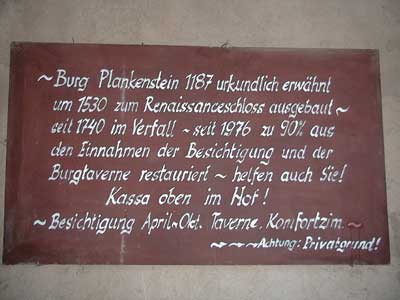 ~ Burg Plankenstein 1187 urkundlich erwähnt
um 1530 zum Renaissanceschloss ausgebaut ~
seit 1740 im Verfall ~ seit 1976 zu 90% aus
den Einnahmen der Besichtigung und der
Burgtaverne restauriert ~ helfen auch Sie!
Kassa oben im Hof!
~ Besichtigung April~Okt. Taverne, Komfortzim. ~
~~~~Achtung: Privatgrund!